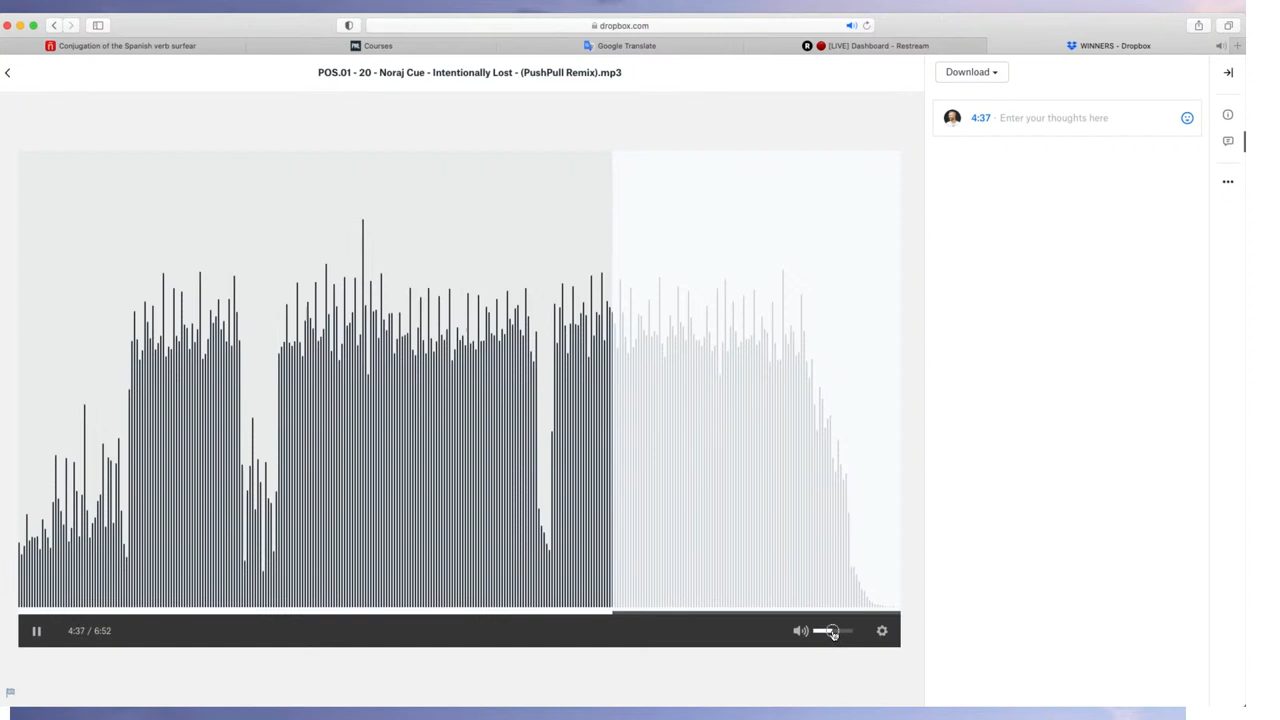 dropbox.com
Conjugation of the Spanish verb surfear
PWL Courses
Google Translate
R [LIVE] Dashboard - Restream
WINNERS - Dropbox
POS.01 - 20 - Noraj Cue - Intentionally Lost - (PushPull Remix).mp3
Download
4:37 · Enter your thoughts here
4:37 / 6:52